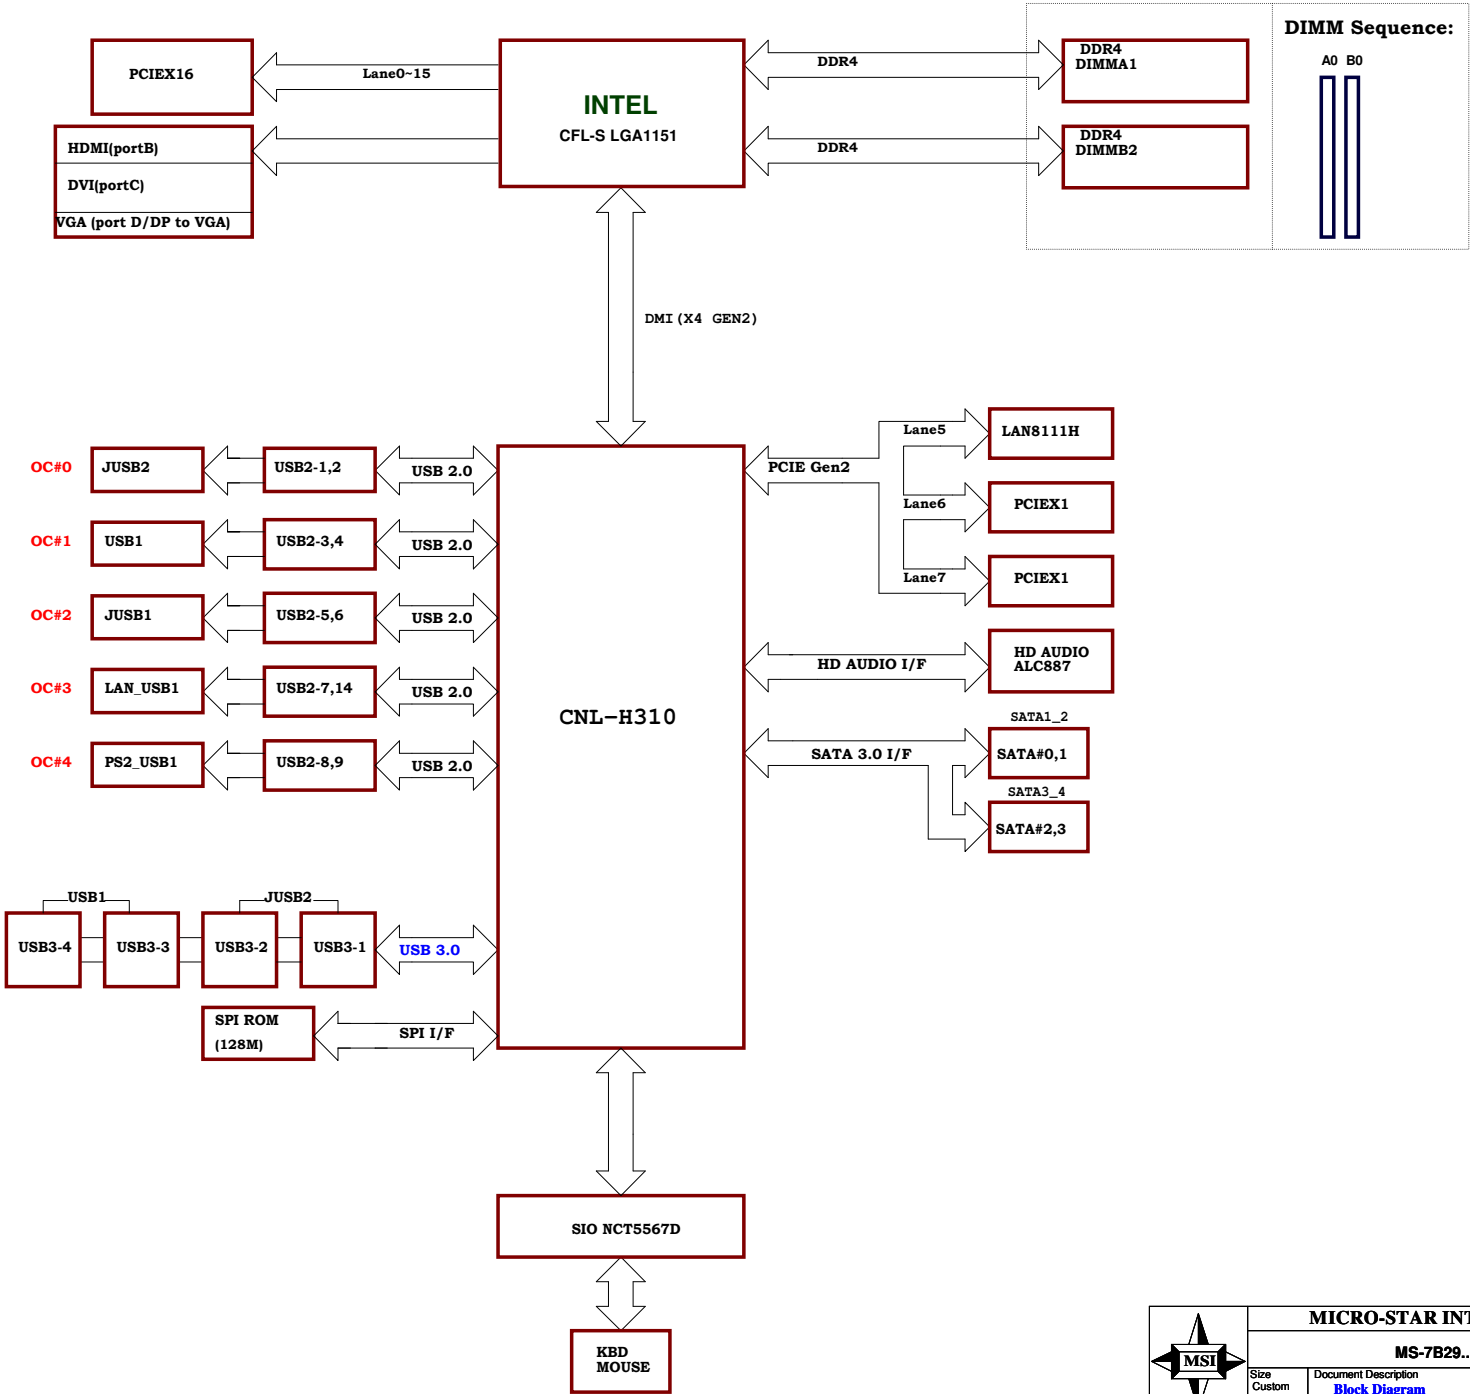 DIMM Sequence:
A0 B0
PCIEX16
Lane0~15
INTEL
CFL-S LGA1151
DDR4
DDR4
DIMMA1
HDMI(portB)
DVI(portC)
VGA (port D/DP to VGA)
DDR4
DDR4
DIMMB2
DMI(X4 GEN2)
OC#0
JUSB2
USB2-1,2
USB 2.0
OC#1
USB1
USB2-3,4
USB 2.0
OC#2
JUSB1
USB2-5,6
USB 2.0
OC#3
LAN_USB1
USB2-7,14
USB 2.0
OC#4
PS2_USB1
USB2-8,9
USB 2.0
CNL-H310
PCIE Gen2
Lane5
LAN8111H
Lane6
PCIEX1
Lane7
PCIEX1
HD AUDIO I/F
HD AUDIO
ALC887
SATA 3.0 I/F
SATA1_2
SATA#0,1
SATA3_4
SATA#2,3
USB1
JUSB2
USB3-4
USB3-3
USB3-2
USB3-1
USB 3.0
SPI ROM
(128M)
SPI I/F
SIO NCT5567D
KBD
MOUSE
MSI
MICRO-STAR INT
MS-7B29..
Size
Custom
Document Description
Block Diagram